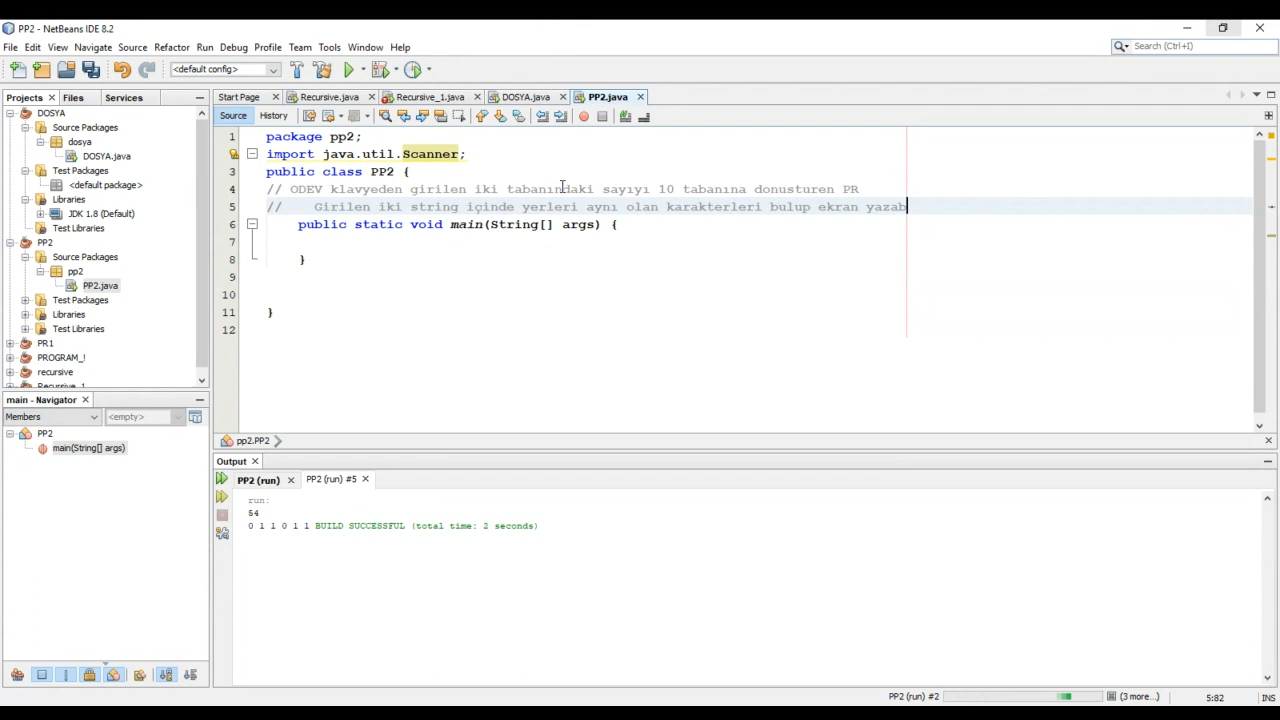 PP2 - NetBeans IDE 8.2
File Edit View Navigate Source Refactor Run Debug Profile Team Tools Window Help
Search (Ctrl+I)
<default config>
Projects Files Services
Start Page Recursive.java Recursive_1.java DOSYA.java PP2.java
Source History
DOSYA
Source Packages
dosya
DOSYA.java
Test Packages
<default package>
Libraries
JDK 1.8 (Default)
Test Libraries
PP2
Source Packages
pp2
PP2.java
Test Packages
Libraries
Test Libraries
PR1
PROGRAM_!
recursive
Recursive_1
1 package pp2;
import java.util.Scanner;
3 public class PP2 {
4 // ODEV klavyeden girilen iki tabanındaki sayıyı 10 tabanına donusturen PR
5 // Girilen iki string içinde yerleri aynı olan karakterleri bulup ekran yazab
6 public static void main(String[] args) {
7
8 }
9
10
11 }
12
main - Navigator
Members <empty>
PP2
main(String[] args)
pp2.PP2
Output
PP2 (run) PP2 (run) #5
run:
54
0 1 1 0 1 1 BUILD SUCCESSFUL (total time: 2 seconds)
PP2 (run) #2 (3 more...) 5:82 INS